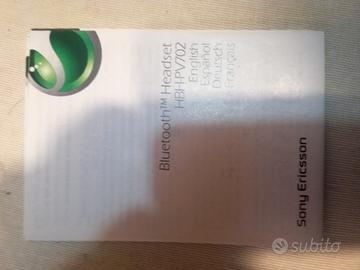 Bluetooth™ Headset
HBH-PV702
English
Español
Deutsch
Français
Sony Ericsson
subito